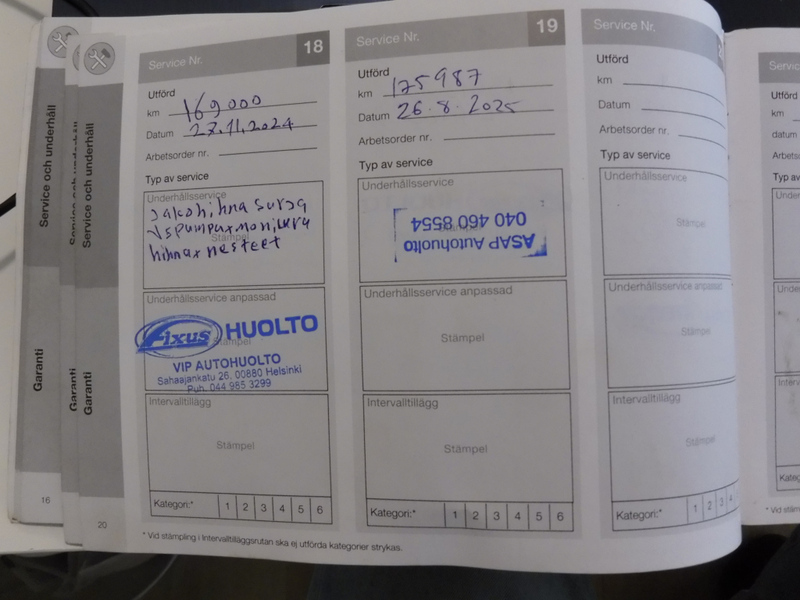 Service och underhåll
Garanti
16
Service och underhåll
Garanti
Service och underhåll
Garanti
20
Service Nr. 18
Utförd
km 169000
Datum 27.11.2024
Arbetsorder nr.
Typ av service
Underhållsservice
Jakohihna sarja
Stämpel
hihnat nesteet
Underhållsservice anpassad
Fixus HUOLTO
VIP AUTOHUOLTO
Sahaajankatu 26, 00880 Helsinki
Puh. 044 985 3299
Intervalltillägg
Stämpel
Kategori:* 1 2 3 4 5 6
* Vid stämpling i Intervalltilläggsrutan ska ej utförda kategorier strykas.
Service Nr. 19
Utförd
km 175987
Datum 26.8.2025
Arbetsorder nr.
Typ av service
Underhållsservice
ASAP Autohuolto
040 460 8554
Underhållsservice anpassad
Stämpel
Intervalltillägg
Stämpel
Kategori:* 1 2 3 4 5 6
Service Nr.
Utförd
km
Datum
Arbetsorder nr.
Typ av service
Underhållsservice
Stämpel
Underhållsservice anpassad
Stämpel
Intervalltillägg
Stämpel
Kategori:* 1 2 3 4
Utförd
km